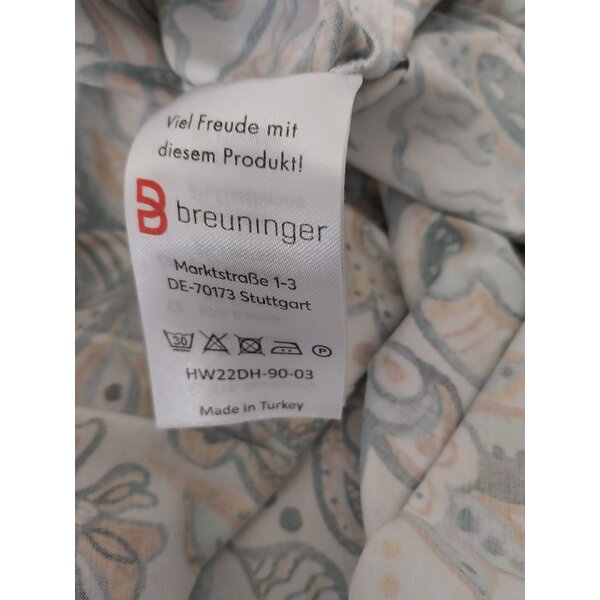 Viel Freude mit
diesem Produkt!
breuninger
Marktstraße 1-3
DE-70173 Stuttgart
30 P
HW22DH-90-03
Made in Turkey